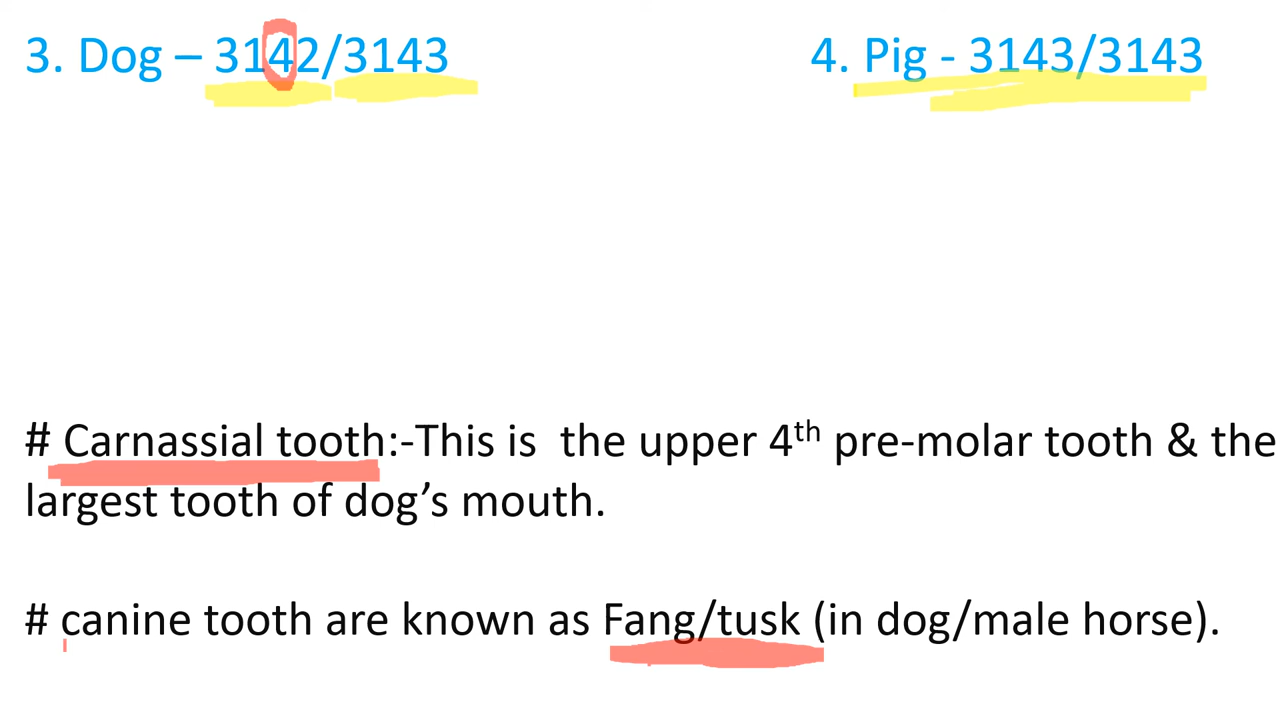 3. Dog – 3142/3143
4. Pig - 3143/3143
# Carnassial tooth:-This is the upper 4th pre-molar tooth & the
largest tooth of dog’s mouth.
# canine tooth are known as Fang/tusk (in dog/male horse).